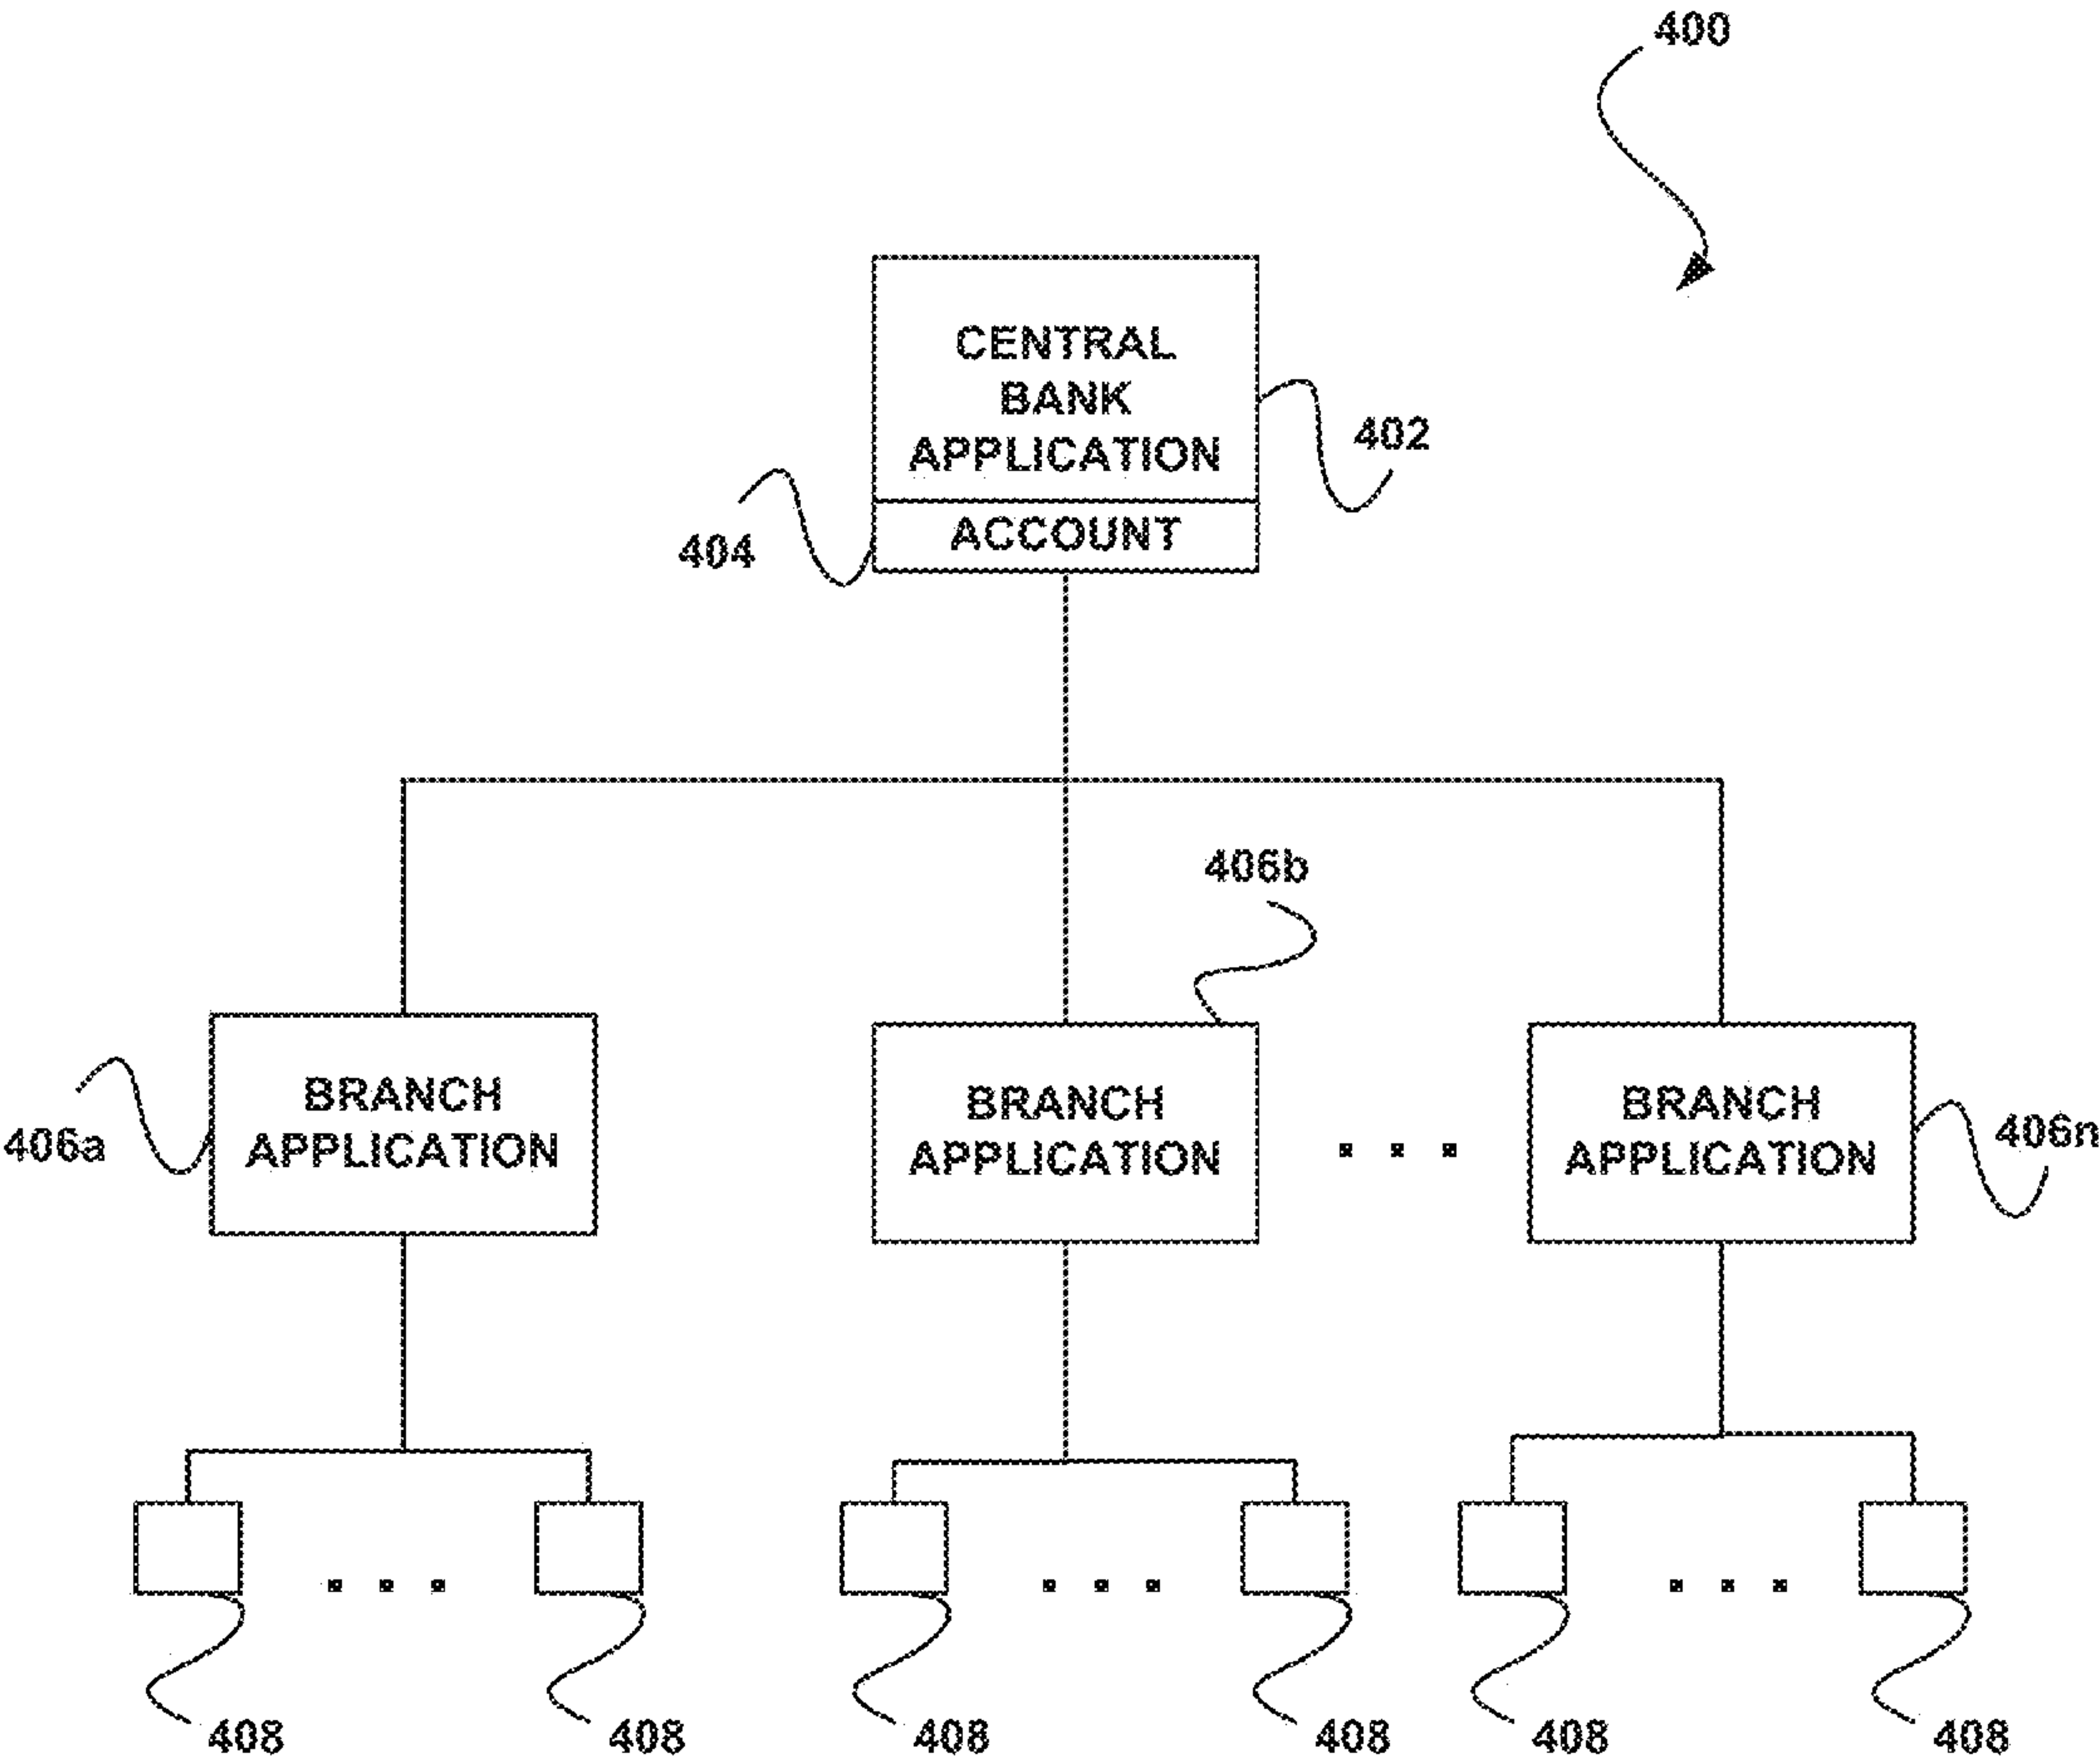 400
CENTRAL
BANK
APPLICATION
402
ACCOUNT
404
406b
BRANCH
APPLICATION
406a
BRANCH
APPLICATION
. . .
BRANCH
APPLICATION
406n
. . .
. . .
. . .
408
408
408
408
408
408